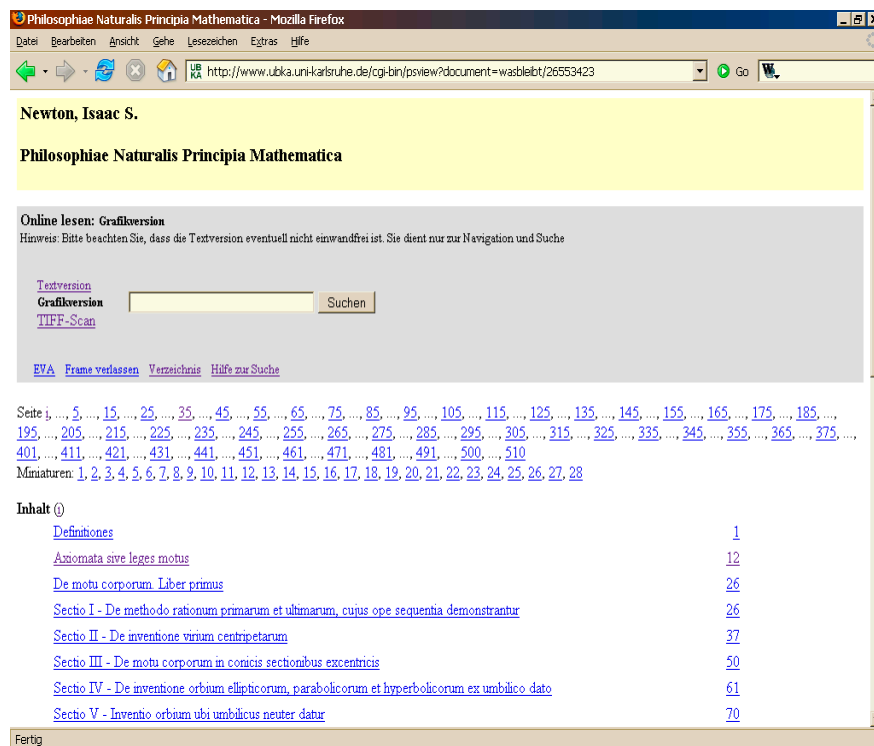 Philosophiae Naturalis Principia Mathematica - Mozilla Firefox
Datei Bearbeiten Ansicht Gehe Lesezeichen Extras Hilfe
UB KA http://www.ubka.uni-karlsruhe.de/cgi-bin/psview?document=wasbleibt/26553423 Go W
Newton, Isaac S.
Philosophiae Naturalis Principia Mathematica
Online lesen: Grafikversion
Hinweis: Bitte beachten Sie, dass die Textversion eventuell nicht einwandfrei ist. Sie dient nur zur Navigation und Suche
Textversion
Grafikversion Suchen
TIFF-Scan
EVA Frame verlassen Verzeichnis Hilfe zur Suche
Seite i, ..., 5, ..., 15, ..., 25, ..., 35, ..., 45, ..., 55, ..., 65, ..., 75, ..., 85, ..., 95, ..., 105, ..., 115, ..., 125, ..., 135, ..., 145, ..., 155, ..., 165, ..., 175, ..., 185, ...,
195, ..., 205, ..., 215, ..., 225, ..., 235, ..., 245, ..., 255, ..., 265, ..., 275, ..., 285, ..., 295, ..., 305, ..., 315, ..., 325, ..., 335, ..., 345, ..., 355, ..., 365, ..., 375, ...,
401, ..., 411, ..., 421, ..., 431, ..., 441, ..., 451, ..., 461, ..., 471, ..., 481, ..., 491, ..., 500, ..., 510
Miniaturen: 1, 2, 3, 4, 5, 6, 7, 8, 9, 10, 11, 12, 13, 14, 15, 16, 17, 18, 19, 20, 21, 22, 23, 24, 25, 26, 27, 28
Inhalt (i)
Definitiones 1
Axiomata sive leges motus 12
De motu corporum. Liber primus 26
Sectio I - De methodo rationum primarum et ultimarum, cujus ope sequentia demonstrantur 26
Sectio II - De inventione virium centripetarum 37
Sectio III - De motu corporum in conicis sectionibus excentricis 50
Sectio IV - De inventione orbium ellipticorum, parabolicorum et hyperbolicorum ex umbilico dato 61
Sectio V - Inventio orbium ubi umbilicus neuter datur 70
Fertig